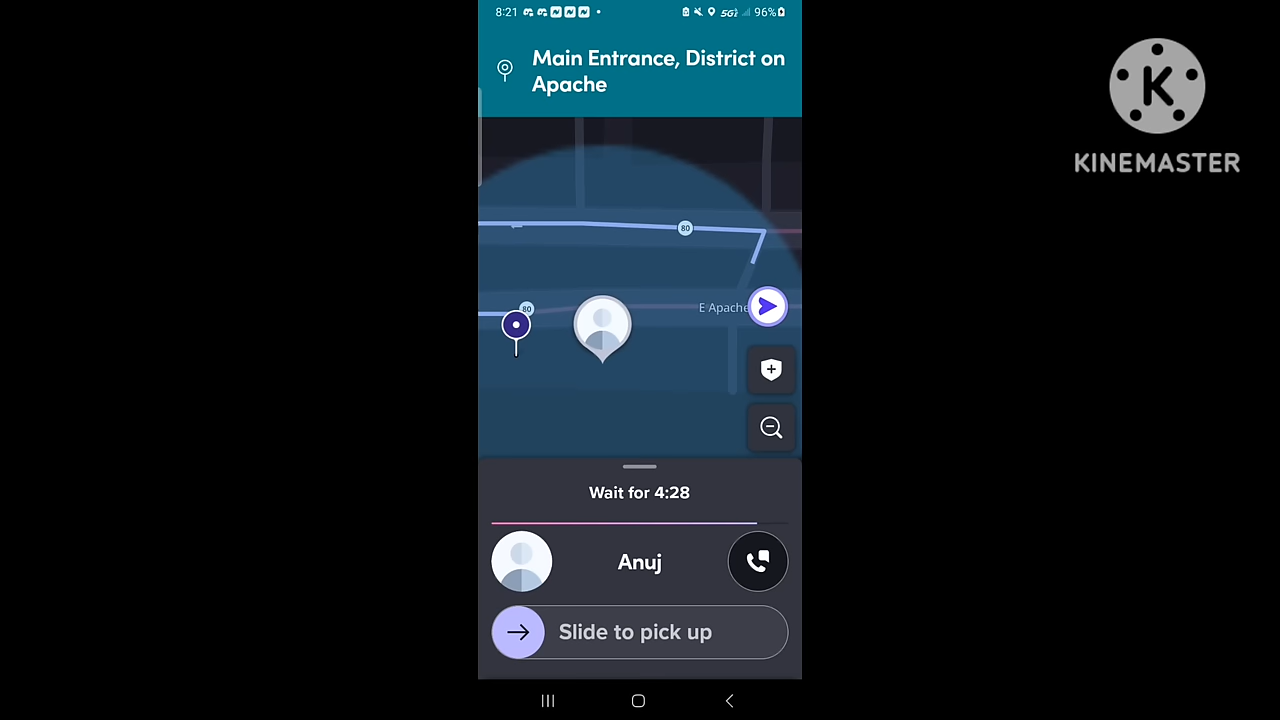 8:21
5G
96%
Main Entrance, District on
Apache
80
80
E Apache
Wait for 4:28
Anuj
Slide to pick up
K
KINEMASTER